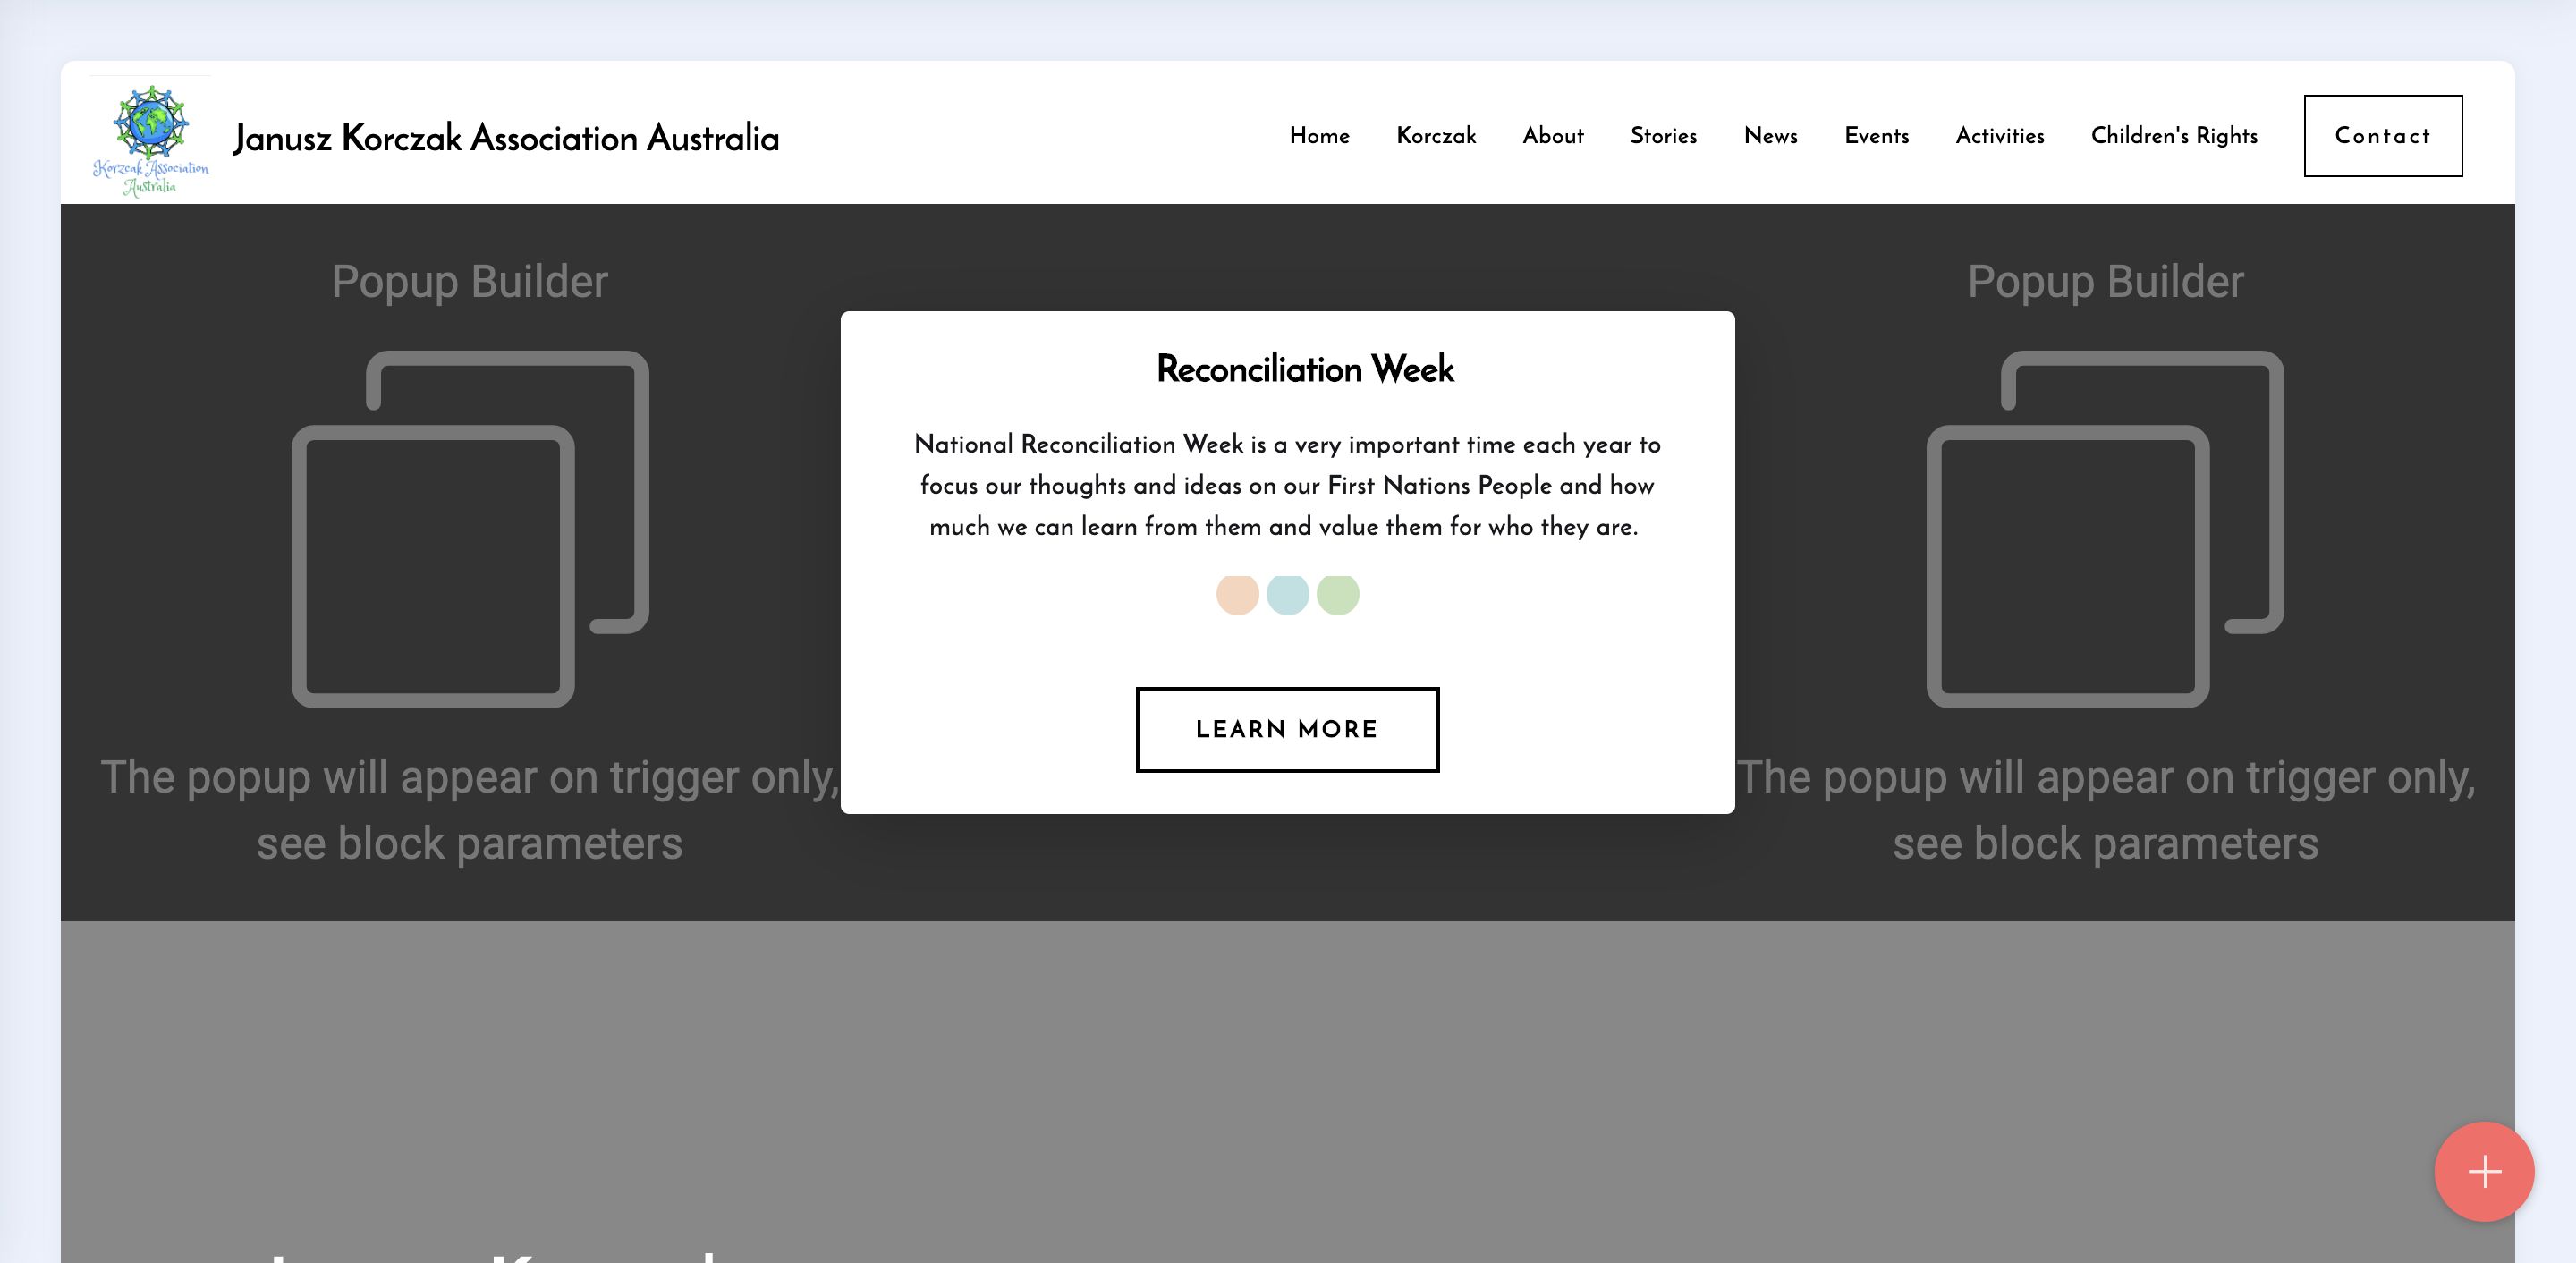 Korzcak Association
Australia
Janusz Korczak Association Australia
Home Korczak About Stories News Events Activities Children's Rights Contact
Popup Builder
The popup will appear on trigger only,
see block parameters
Reconciliation Week
National Reconciliation Week is a very important time each year to
focus our thoughts and ideas on our First Nations People and how
much we can learn from them and value them for who they are.
LEARN MORE
Popup Builder
The popup will appear on trigger only,
see block parameters